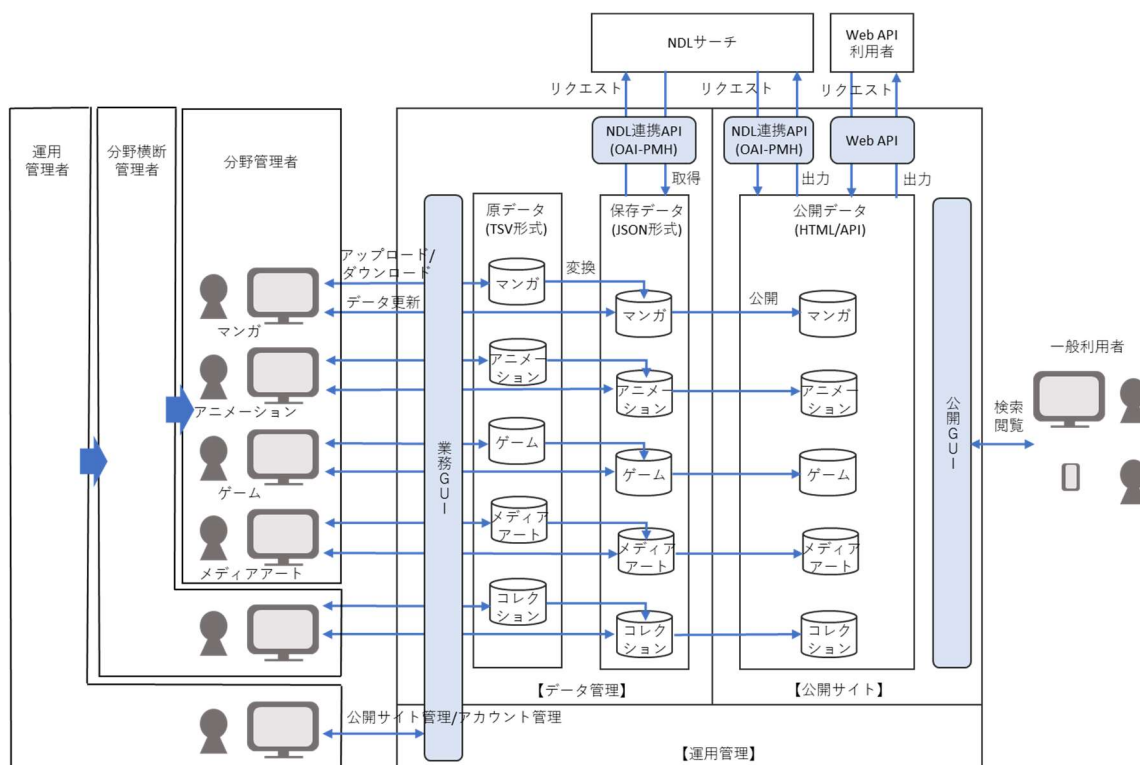 NDLサーチ
Web API
利用者
リクエスト
リクエスト
リクエスト
運用
管理者
分野横断
管理者
分野管理者
NDL連携API
(OAI-PMH)
NDL連携API
(OAI-PMH)
Web API
取得
出力
出力
原データ
(TSV形式)
保存データ
(JSON形式)
公開データ
(HTML/API)
アップロード/
ダウンロード
データ更新
マンガ
変換
マンガ
公開
マンガ
マンガ
アニメー
ション
アニメー
ション
アニメー
ション
アニメーション
ゲーム
ゲーム
ゲーム
ゲーム
メディア
アート
メディア
アート
メディア
アート
メディアアート
コレク
ション
コレク
ション
コレク
ション
業務GUI
公開GUI
一般利用者
検索
閲覧
【データ管理】
【公開サイト】
公開サイト管理/アカウント管理
【運用管理】